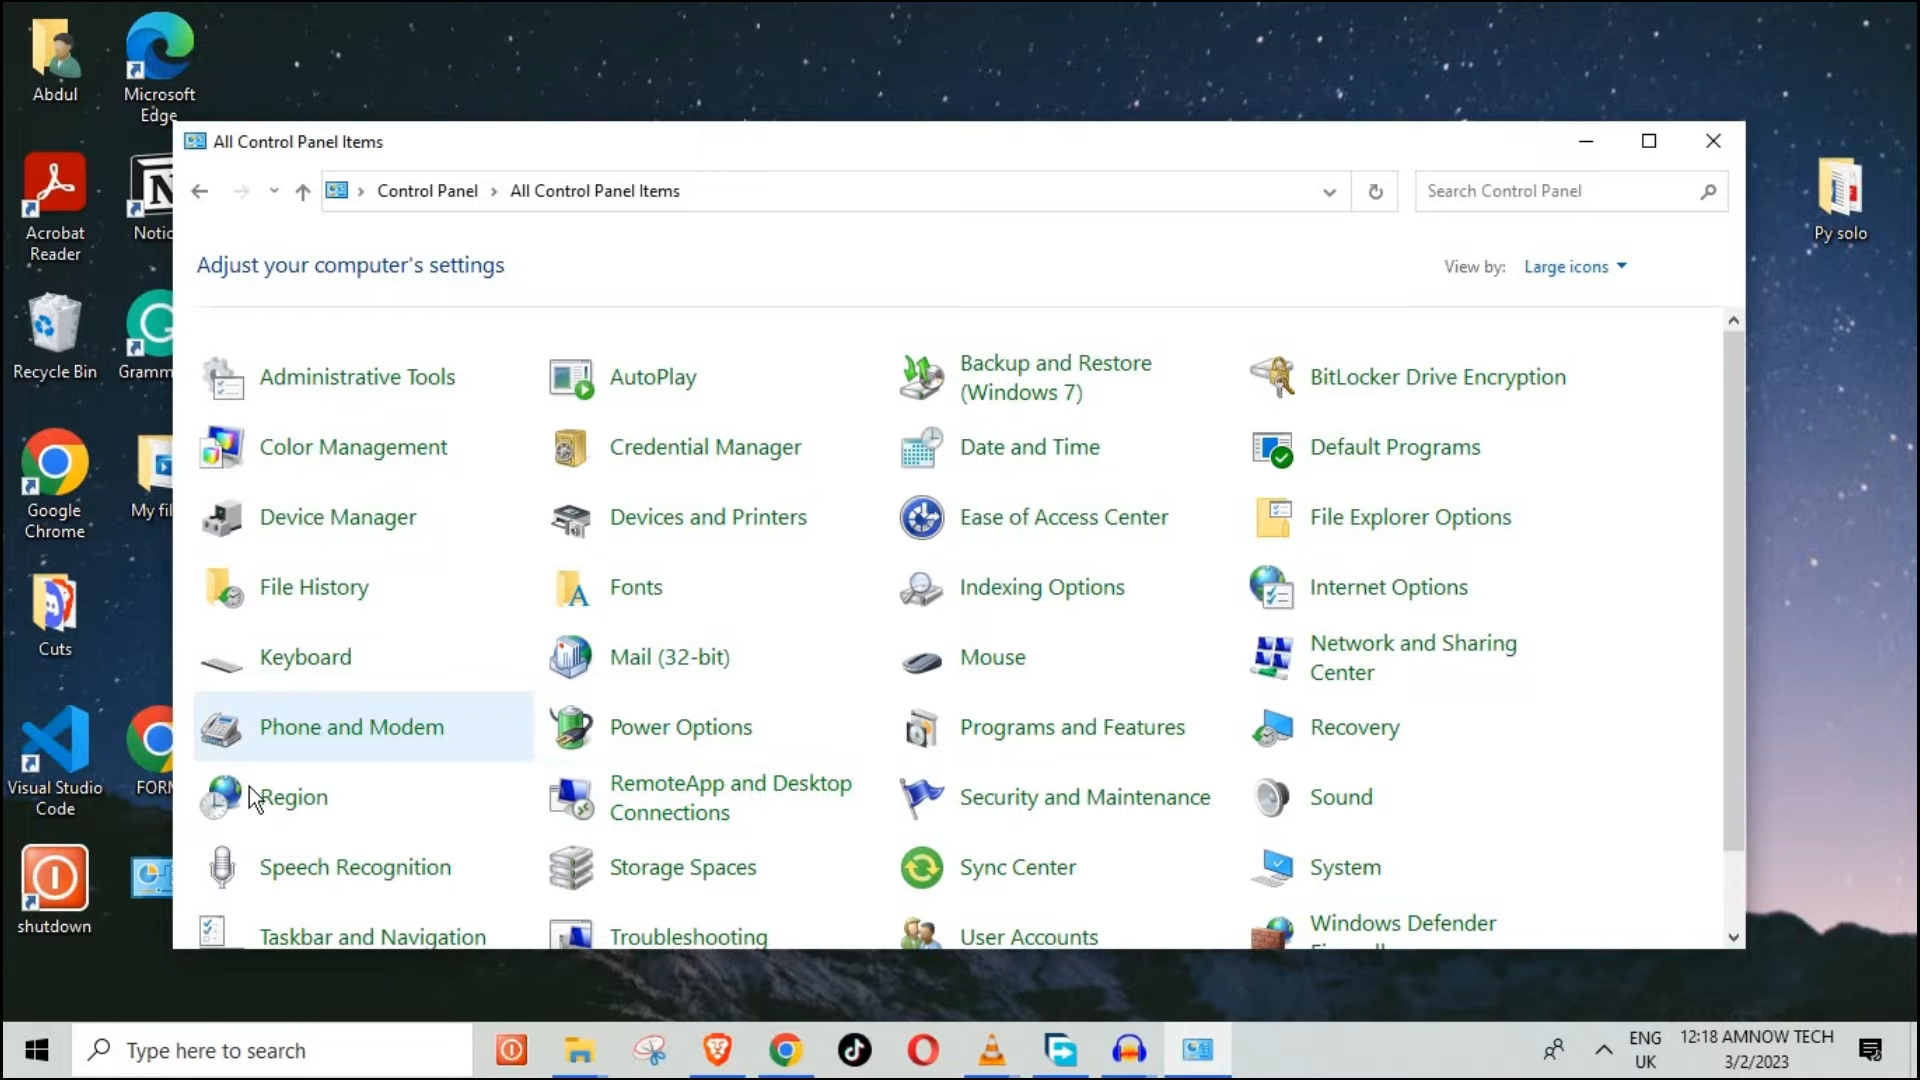 Abdul
Microsoft
Edge
Acrobat
Reader
Notic
Recycle Bin
Gramm
Google
Chrome
My fil
Cuts
Visual Studio
Code
FORM
shutdown
Py solo
All Control Panel Items
Control Panel
All Control Panel Items
Search Control Panel
Adjust your computer's settings
View by: Large icons
Administrative Tools
AutoPlay
Backup and Restore
(Windows 7)
BitLocker Drive Encryption
Color Management
Credential Manager
Date and Time
Default Programs
Device Manager
Devices and Printers
Ease of Access Center
File Explorer Options
File History
Fonts
Indexing Options
Internet Options
Keyboard
Mail (32-bit)
Mouse
Network and Sharing
Center
Phone and Modem
Power Options
Programs and Features
Recovery
Region
RemoteApp and Desktop
Connections
Security and Maintenance
Sound
Speech Recognition
Storage Spaces
Sync Center
System
Taskbar and Navigation
Troubleshooting
User Accounts
Windows Defender
Type here to search
ENG
UK
12:18 AMNOW TECH
3/2/2023